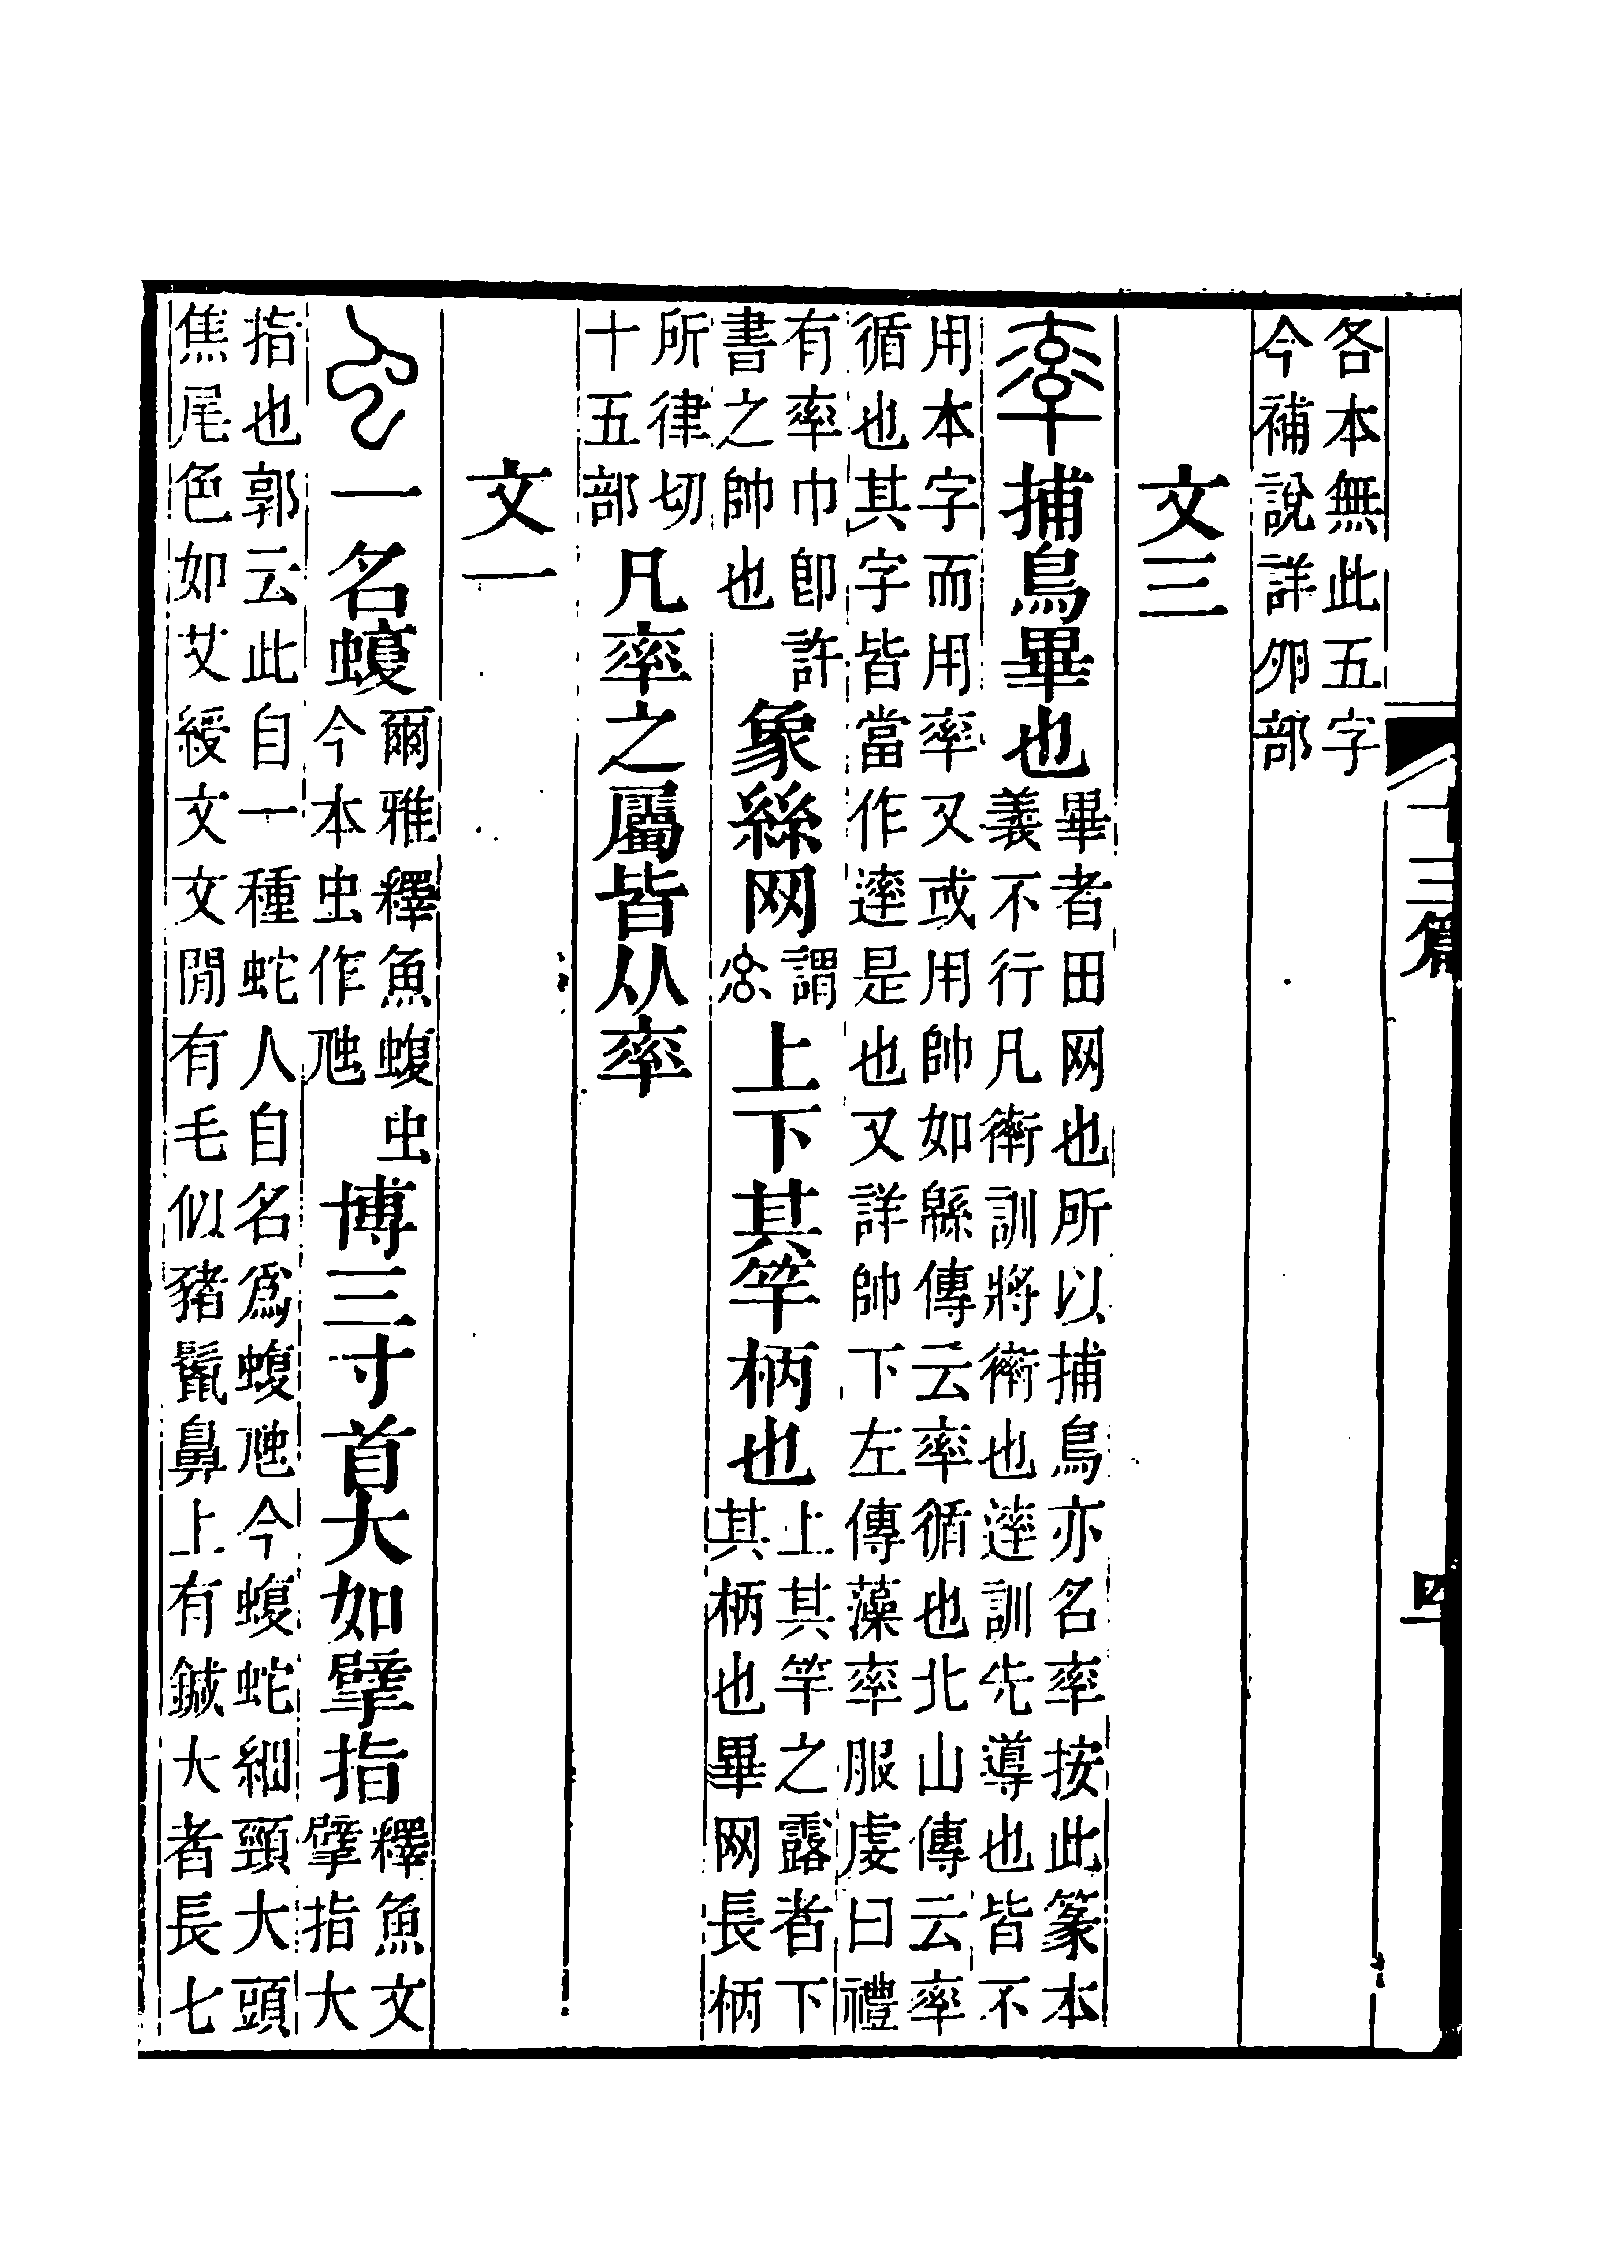 各本無此五字
今補說詳卵部
文三
率捕鳥畢也
畢者田网也所以捕鳥亦名率按此篆本
義不行凡衛訓將衛也達訓先導也皆不
用本字而用率又或用帥如緜傳云率循也北山傳云率
循也其字皆當作達是也又詳帥下左傳藻率服虔曰禮
有率巾卽許
書之帥也
象絲网
謂
上下其竿柄也
上其竿之露者下
其柄也畢网長柄
所律切
十五部
凡率之屬皆从率
文一
虫一名蝮
爾雅釋魚蝮虫
今本虫作虺
博三寸首大如擘指
釋魚文
擘指大
指也郭云此自一種蛇人自名爲蝮虺今蝮蛇細頸大頭
焦尾色如艾綬文文閒有毛似豬鬣鼻上有鍼大者長七
十三篇
四